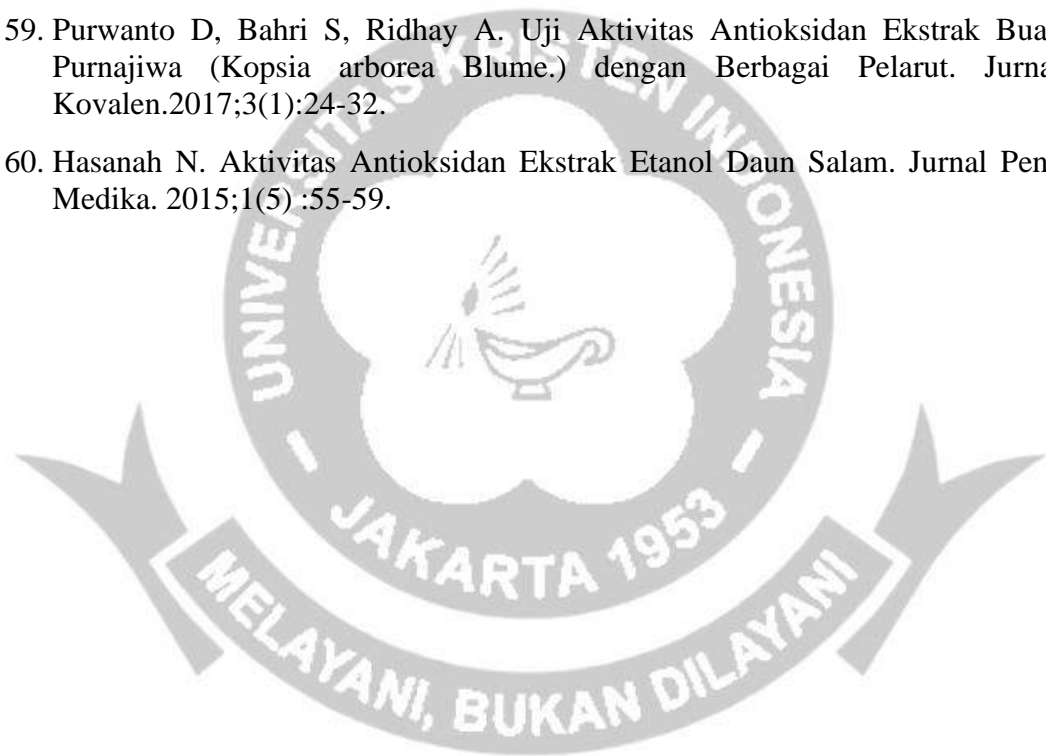 59. Purwanto D, Bahri S, Ridhay A. Uji Aktivitas Antioksidan Ekstrak Bua
Purnajiwa (Kopsia arborea Blume.) dengan Berbagai Pelarut. Jurna
Kovalen.2017;3(1):24-32.
60. Hasanah N. Aktivitas Antioksidan Ekstrak Etanol Daun Salam. Jurnal Pen
Medika. 2015;1(5) :55-59.
UNIVERSITAS KRISTEN INDONESIA
- JAKARTA 1953 -
MELAYANI, BUKAN DILAYANI